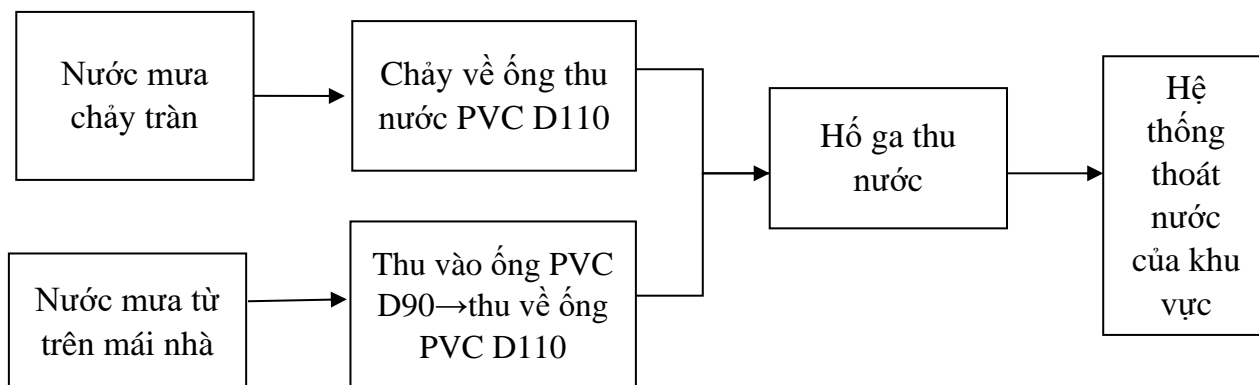 Nước mưa
chảy tràn
Chảy về ống thu
nước PVC D110
Hố ga thu
nước
Hệ
thống
thoát
nước
của khu
vực
Nước mưa từ
trên mái nhà
Thu vào ống PVC
D90→thu về ống
PVC D110